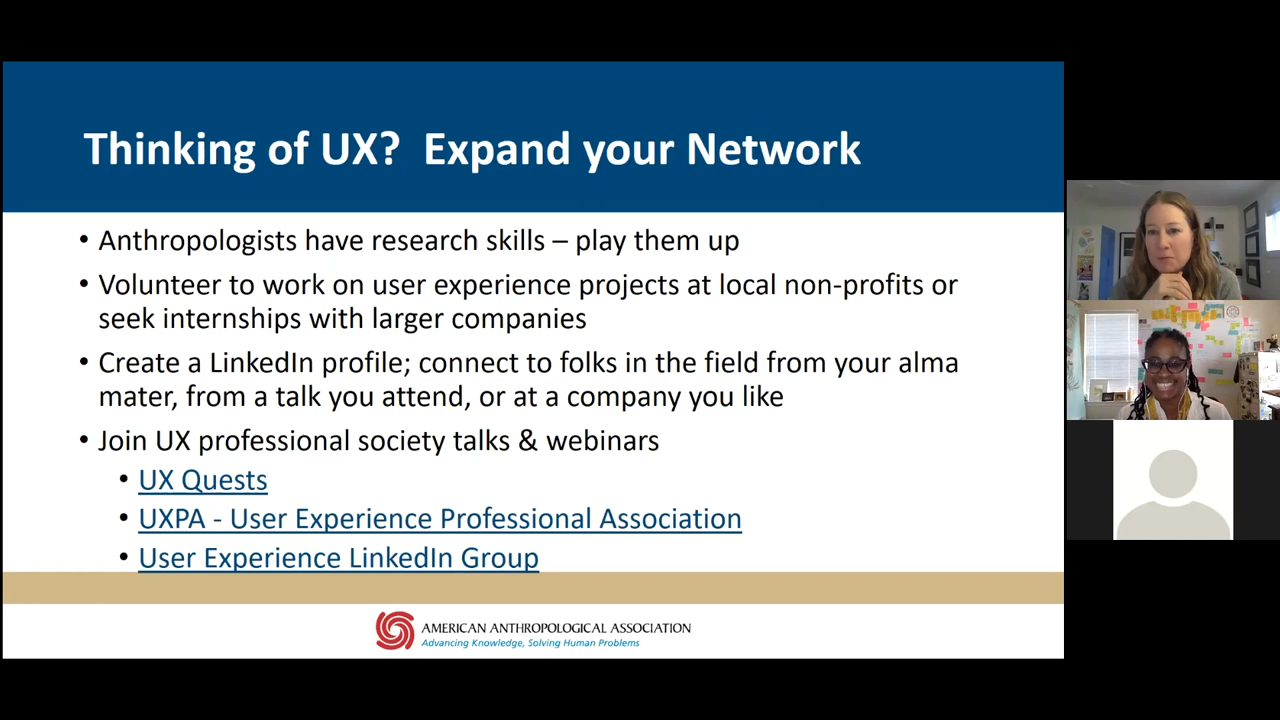 Thinking of UX?  Expand your Network
• Anthropologists have research skills – play them up
• Volunteer to work on user experience projects at local non-profits or
seek internships with larger companies
• Create a LinkedIn profile; connect to folks in the field from your alma
mater, from a talk you attend, or at a company you like
• Join UX professional society talks & webinars
• UX Quests
• UXPA - User Experience Professional Association
• User Experience LinkedIn Group
AMERICAN ANTHROPOLOGICAL ASSOCIATION
Advancing Knowledge, Solving Human Problems